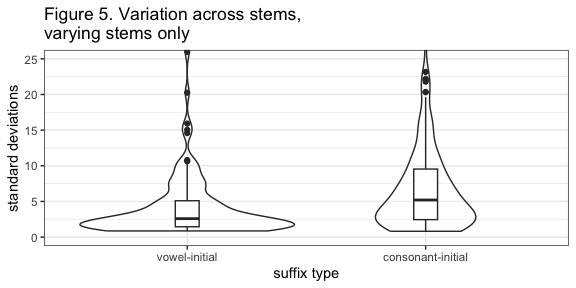 Figure 5. Variation across stems,
varying stems only
standard deviations
25
20
15
10
5
0
vowel-initial
consonant-initial
suffix type